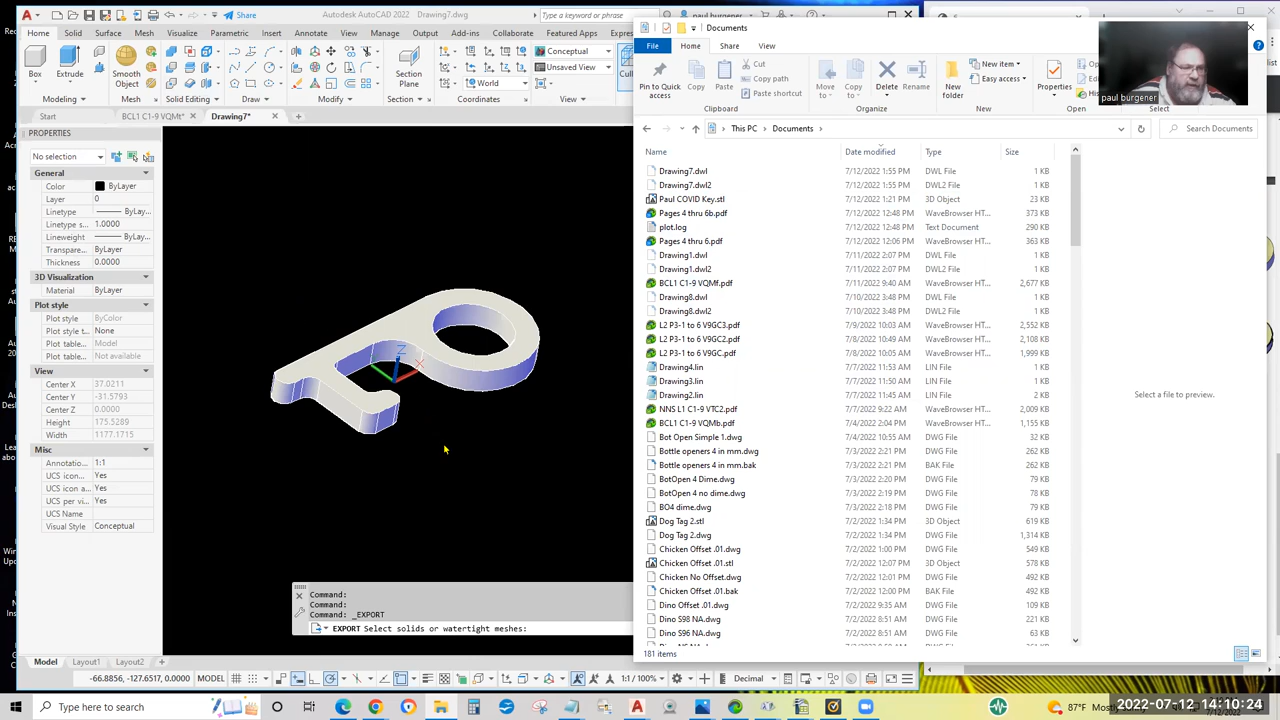 Share
Autodesk AutoCAD 2022 Drawing7.dwg
Type a keyword or phrase
paul burgener
Home Solid Surface Mesh Visualize Parametric Insert Annotate View Manage Output Add-ins Collaborate Express Tools Featured Apps
Box
Extrude
Smooth Object
Section Plane
Conceptual
Unsaved View
World
Modeling
Mesh
Solid Editing
Draw
Modify
Section
Coordinates
View
Start
BCL1 C1-9 VQMt*
Drawing7*
PROPERTIES
No selection
General
Color ByLayer
Layer 0
Linetype ByLay...
Linetype s... 1.0000
Lineweight ByLay...
Transpare... ByLayer
Thickness 0.0000
3D Visualization
Material ByLayer
Plot style
Plot style ByColor
Plot style t... None
Plot table... Model
Plot table... Not available
View
Center X 37.0211
Center Y -31.5793
Center Z 0.0000
Height 175.5289
Width 1177.1715
Misc
Annotatio... 1:1
UCS icon... Yes
UCS icon a... Yes
UCS per vi... Yes
UCS Name
Visual Style Conceptual
Z
Command:
Command:
Command: _EXPORT
EXPORT Select solids or watertight meshes:
Model Layout1 Layout2
-66.8856, -127.6517, 0.0000 MODEL
1:1 / 100%
Decimal
Documents
File Home Share View
Pin to Quick access
Copy
Paste
Cut
Copy path
Paste shortcut
Clipboard
Move to
Copy to
Delete
Rename
Organize
New folder
New item
Easy access
New
Properties
Open
Select
paul burgener
This PC > Documents >
Search Documents
Name Date modified Type Size
Drawing7.dwl 7/12/2022 1:55 PM DWL File 1 KB
Drawing7.dwl2 7/12/2022 1:55 PM DWL2 File 1 KB
Paul COVID Key.stl 7/12/2022 1:21 PM 3D Object 23 KB
Pages 4 thru 6b.pdf 7/12/2022 12:48 PM WaveBrowser HT... 373 KB
plot.log 7/12/2022 12:48 PM Text Document 290 KB
Pages 4 thru 6.pdf 7/12/2022 12:06 PM WaveBrowser HT... 363 KB
Drawing1.dwl 7/11/2022 2:07 PM DWL File 1 KB
Drawing1.dwl2 7/11/2022 2:07 PM DWL2 File 1 KB
BCL1 C1-9 VQMf.pdf 7/11/2022 9:40 AM WaveBrowser HT... 2,677 KB
Drawing8.dwl 7/10/2022 3:48 PM DWL File 1 KB
Drawing8.dwl2 7/10/2022 3:48 PM DWL2 File 1 KB
L2 P3-1 to 6 V9GC3.pdf 7/9/2022 10:03 AM WaveBrowser HT... 2,552 KB
L2 P3-1 to 6 V9GC2.pdf 7/8/2022 10:49 AM WaveBrowser HT... 2,088 KB
L2 P3-1 to 6 V9GC.pdf 7/8/2022 10:05 AM WaveBrowser HT... 1,999 KB
Drawing4.lin 7/7/2022 11:53 AM LIN File 1 KB
Drawing3.lin 7/7/2022 11:50 AM LIN File 1 KB
Drawing2.lin 7/7/2022 11:45 AM LIN File 2 KB
NNS L1 C1-9 VTC2.pdf 7/7/2022 9:22 AM WaveBrowser HT... 2,009 KB
BCL1 C1-9 VQMb.pdf 7/4/2022 2:04 PM WaveBrowser HT... 1,155 KB
Bot Open Simple 1.dwg 7/4/2022 10:55 AM DWG File 32 KB
Bottle openers 4 in mm.dwg 7/3/2022 2:21 PM DWG File 262 KB
Bottle openers 4 in mm.bak 7/3/2022 2:21 PM BAK File 262 KB
BotOpen 4 Dime.dwg 7/3/2022 2:20 PM DWG File 79 KB
BotOpen 4 no dime.dwg 7/3/2022 2:19 PM DWG File 78 KB
BO4 dime.dwg 7/3/2022 2:18 PM DWG File 79 KB
Dog Tag 2.stl 7/2/2022 1:34 PM 3D Object 619 KB
Dog Tag 2.dwg 7/2/2022 1:34 PM DWG File 1,314 KB
Chicken Offset .01.dwg 7/2/2022 1:00 PM DWG File 549 KB
Chicken Offset .01.stl 7/2/2022 12:07 PM 3D Object 578 KB
Chicken No Offset.dwg 7/2/2022 12:01 PM DWG File 492 KB
Chicken Offset .01.bak 7/2/2022 12:00 PM BAK File 492 KB
Dino Offset .01.dwg 7/2/2022 9:35 AM DWG File 109 KB
Dino S98 NA.dwg 7/2/2022 8:51 AM DWG File 221 KB
Dino S96 NA.dwg 7/2/2022 8:51 AM DWG File 63 KB
Select a file to preview.
181 items
Type here to search
87°F
2022-07-12 14:10:24